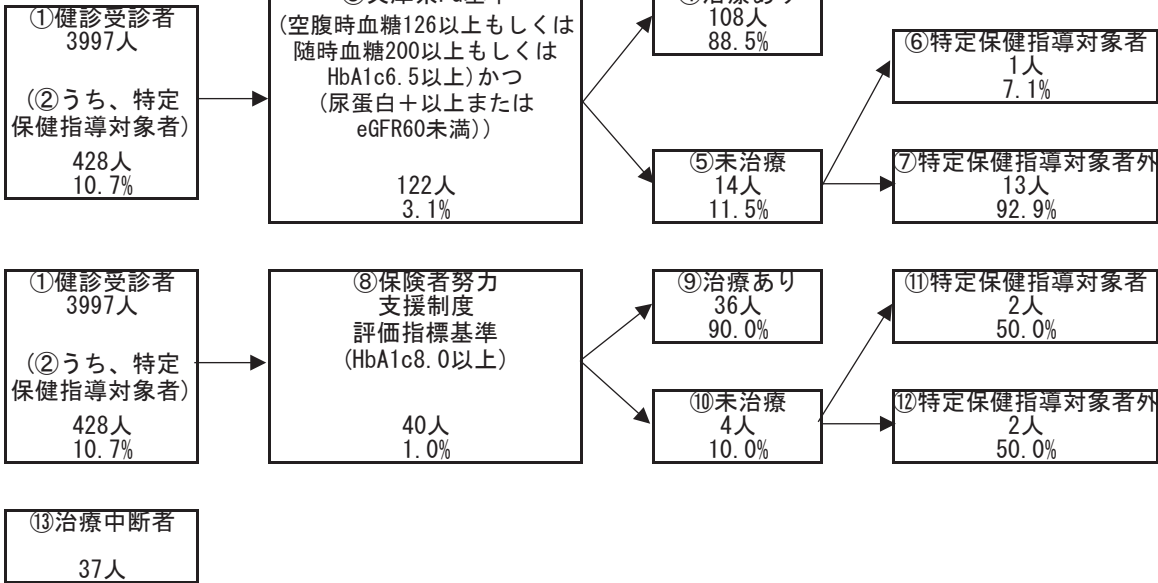 ①健診受診者
3997人
(②うち、特定
保健指導対象者)
428人
10.7%
(空腹時血糖126以上もしくは
随時血糖200以上もしくは
HbA1c6.5以上)かつ
(尿蛋白+以上または
eGFR60未満))
122人
3.1%
④治療あり
108人
88.5%
⑤未治療
14人
11.5%
⑥特定保健指導対象者
1人
7.1%
⑦特定保健指導対象者外
13人
92.9%
①健診受診者
3997人
(②うち、特定
保健指導対象者)
428人
10.7%
⑧保険者努力
支援制度
評価指標基準
(HbA1c8.0以上)
40人
1.0%
⑨治療あり
36人
90.0%
⑩未治療
4人
10.0%
⑪特定保健指導対象者
2人
50.0%
⑫特定保健指導対象者外
2人
50.0%
⑬治療中断者
37人